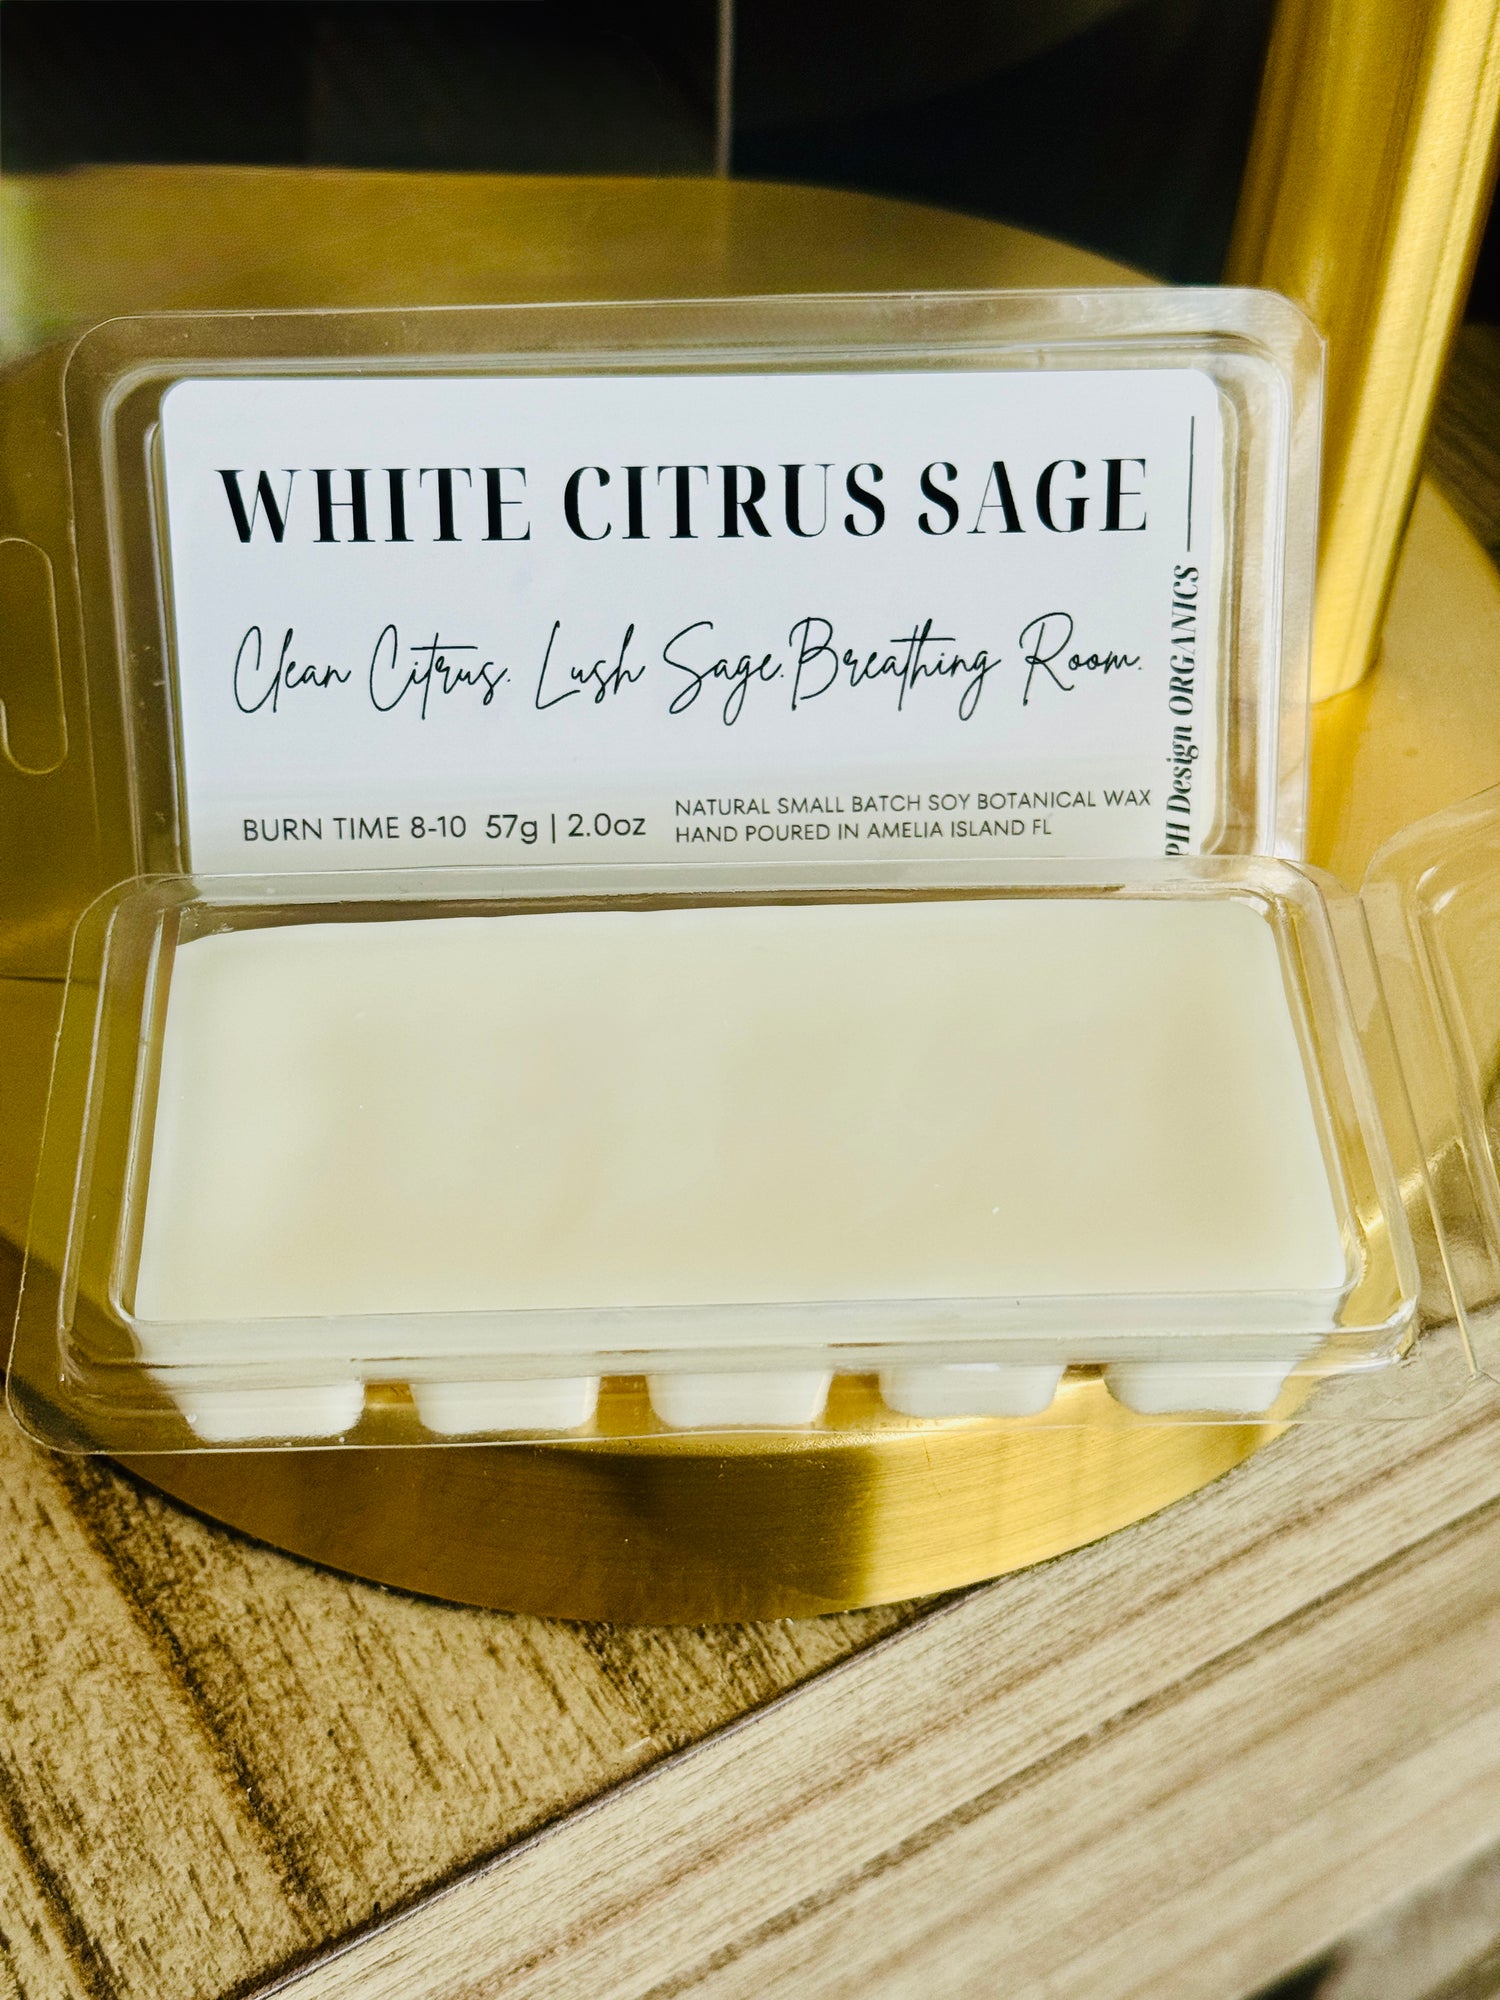 WHITE CITRUS SAGE
Clean Citrus. Lush Sage. Breathing Room.
BURN TIME 8-10 57g | 2.0oz
NATURAL SMALL BATCH SOY BOTANICAL WAX
HAND POURED IN AMELIA ISLAND FL
PH Design ORGANICS